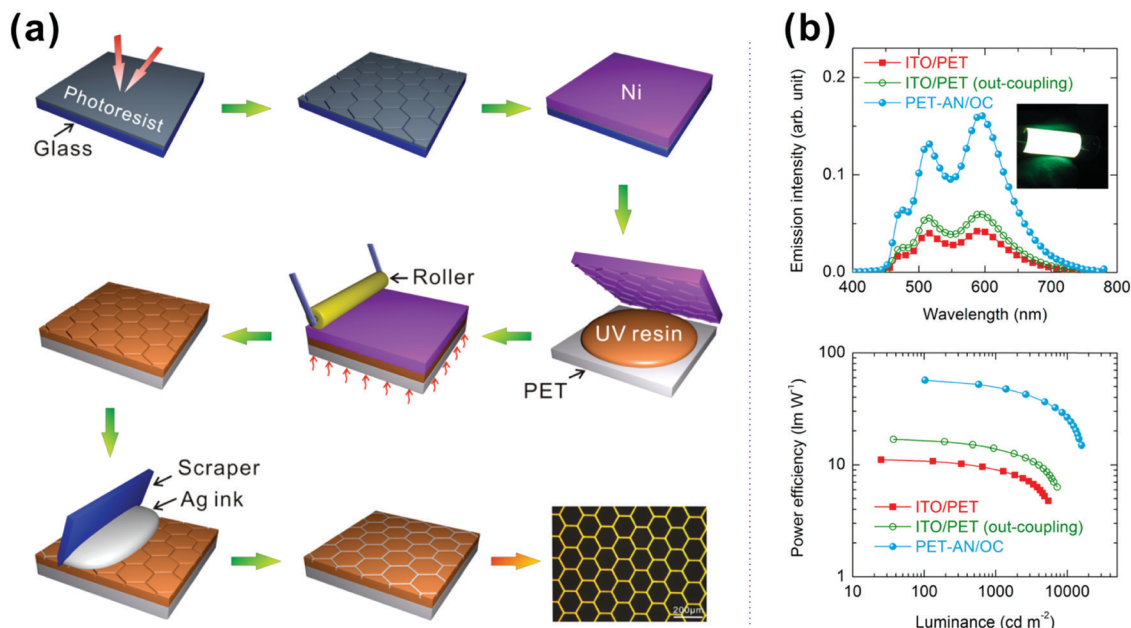 (a)
Photoresist
Glass
Ni
Roller
UV resin
PET
Scraper
Ag ink
200μm
(b)
ITO/PET
ITO/PET (out-coupling)
PET-AN/OC
Emission intensity (arb. unit)
0.2
0.1
0.0
400 500 600 700 800
Wavelength (nm)
Power efficiency (lm W⁻¹)
100
10
1
ITO/PET
ITO/PET (out-coupling)
PET-AN/OC
10 100 1000 10000
Luminance (cd m⁻²)